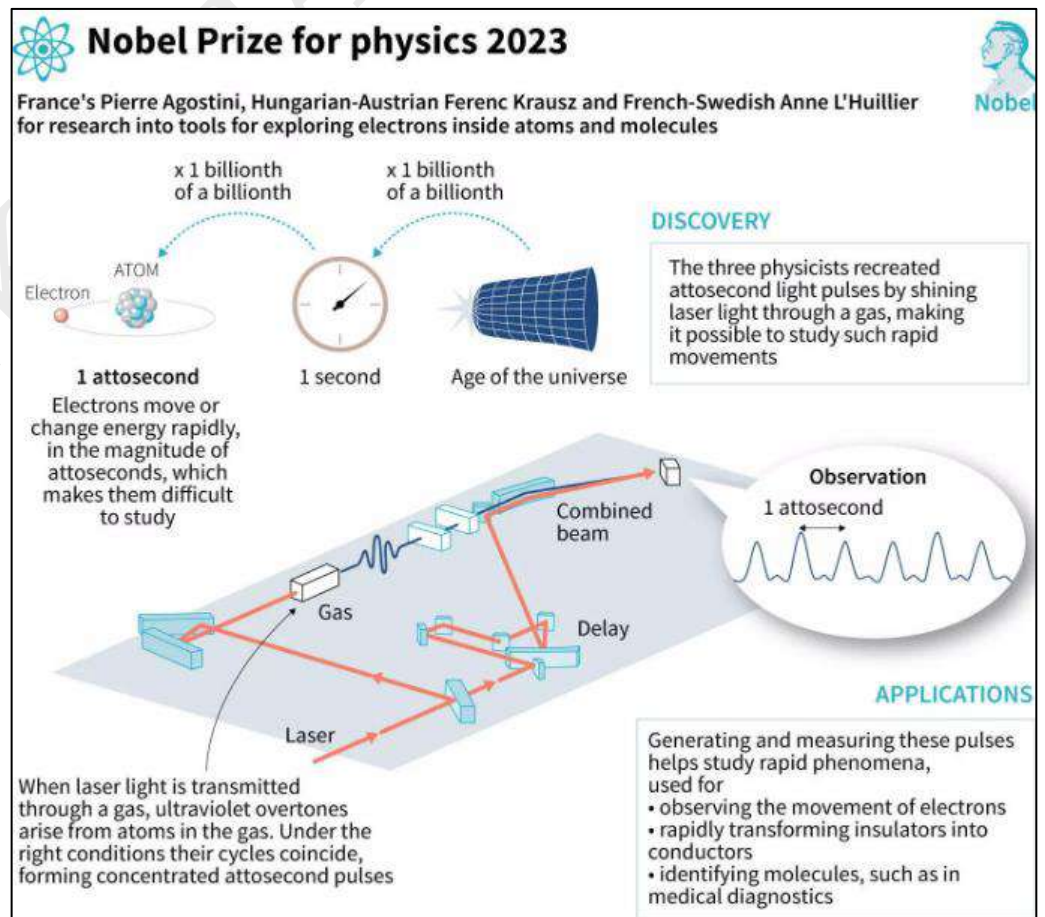 Nobel Prize for physics 2023
Nobel
France's Pierre Agostini, Hungarian-Austrian Ferenc Krausz and French-Swedish Anne L'Huillier
for research into tools for exploring electrons inside atoms and molecules
x 1 billionth
of a billionth
x 1 billionth
of a billionth
ATOM
Electron
1 attosecond
Electrons move or
change energy rapidly,
in the magnitude of
attoseconds, which
makes them difficult
to study
1 second
Age of the universe
DISCOVERY
The three physicists recreated
attosecond light pulses by shining
laser light through a gas, making
it possible to study such rapid
movements
Observation
1 attosecond
Combined
beam
Gas
Delay
Laser
When laser light is transmitted
through a gas, ultraviolet overtones
arise from atoms in the gas. Under the
right conditions their cycles coincide,
forming concentrated attosecond pulses
APPLICATIONS
Generating and measuring these pulses
helps study rapid phenomena,
used for
• observing the movement of electrons
• rapidly transforming insulators into
conductors
• identifying molecules, such as in
medical diagnostics